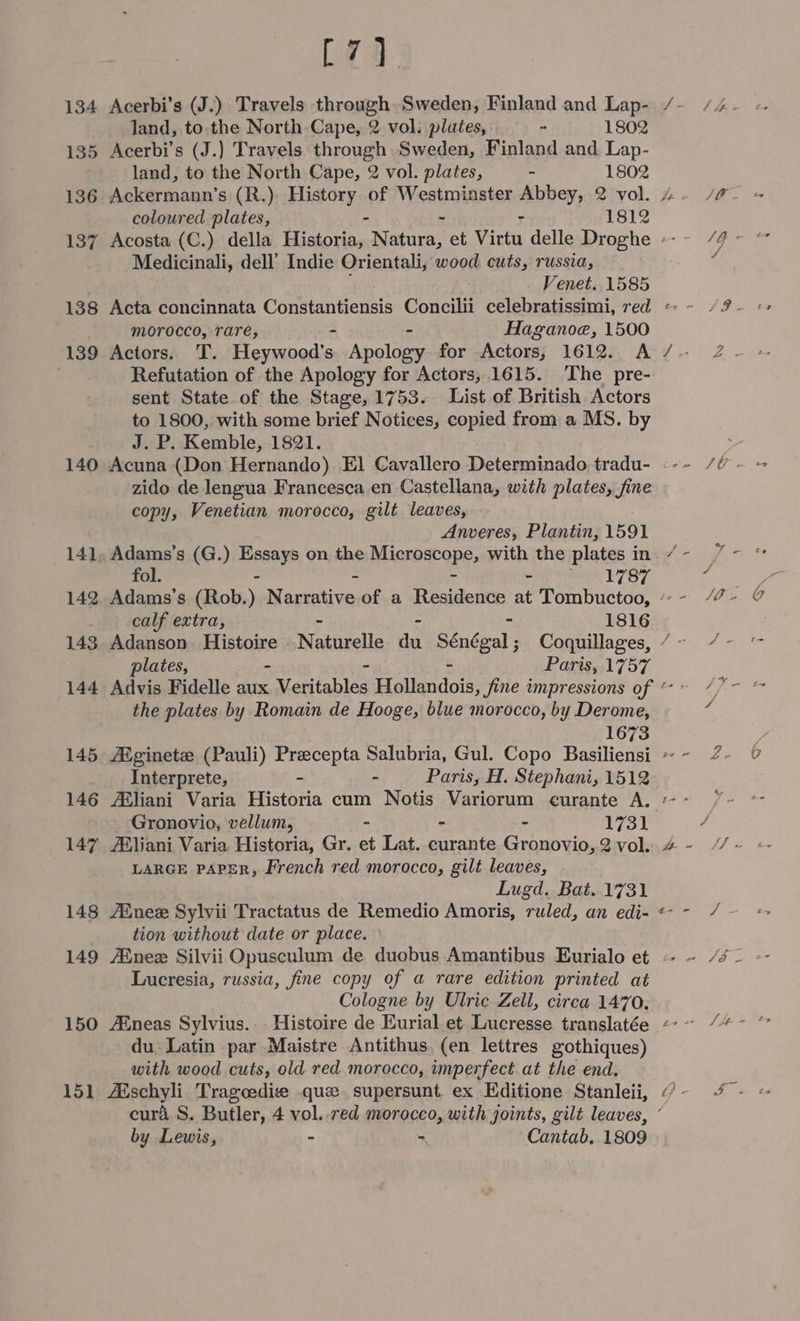 [ 7 ]
134 Acerbi's (J.) Travels through Sweden, Finland and Lap-
land, to the North Cape, 2 vol. plates, - 1802
135 Acerbi's (J.) Travels through Sweden, Finland and Lap-
land, to the North Cape, 2 vol. plates, - 1802
136 Ackermann's (R.) History of Westminster Abbey, 2 vol.
coloured plates, - - - 1812
137 Acosta (C.) della Historia, Natura, et Virtu delle Droghe
Medicinali, dell' Indie Orientali, wood cuts, russia,
Venet. 1585
138 Acta concinnata Constantiensis Concilii celebratissimi, red
morocco, rare, - - Haganoæ, 1500
139 Actors. T. Heywood's Apology for Actors, 1612. A
Refutation of the Apology for Actors, 1615. The pre-
sent State of the Stage, 1753. List of British Actors
to 1800, with some brief Notices, copied from a MS. by
J. P. Kemble, 1821.
140 Acuna (Don Hernando) El Cavallero Determinado tradu-
zido de lengua Francesca en Castellana, with plates, fine
copy, Venetian morocco, gilt leaves,
Anveres, Plantin, 1591
141 Adams's (G.) Essays on the Microscope, with the plates in
fol. - - - - 1787
142 Adams's (Rob.) Narrative of a Residence at Tombuctoo,
calf extra, - - - 1816
143 Adanson Histoire Naturelle du Sénégal; Coquillages,
plates, - - - Paris, 1757
144 Advis Fidelle aux Veritables Hollandois, fine impressions of
the plates by Romain de Hooge, blue morocco, by Derome,
1673
145 Æginetæ (Pauli) Præcepta Salubria, Gul. Copo Basiliensi
Interprete, - - Paris, H. Stephani, 1512
146 Æliani Varia Historia cum Notis Variorum curante A.
Gronovio, vellum, - - - 1731
147 Æliani Varia Historia, Gr. et Lat. curante Gronovio, 2 vol.
LARGE PAPER, French red morocco, gilt leaves,
Lugd. Bat. 1731
148 Æneæ Sylvii Tractatus de Remedio Amoris, ruled, an edi-
tion without date or place.
149 Æneæ Silvii Opusculum de duobus Amantibus Eurialo et
Lucresia, russia, fine copy of a rare edition printed at
Cologne by Ulric Zell, circa 1470.
150 Æneas Sylvius. Histoire de Eurial et Lucresse translatée
du Latin par Maistre Antithus (en lettres gothiques)
with wood cuts, old red morocco, imperfect at the end.
151 Æschyli Tragœdiæ quæ supersunt ex Editione Stanleii,
curâ S. Butler, 4 vol. red morocco, with joints, gilt leaves,
by Lewis, - - Cantab. 1809